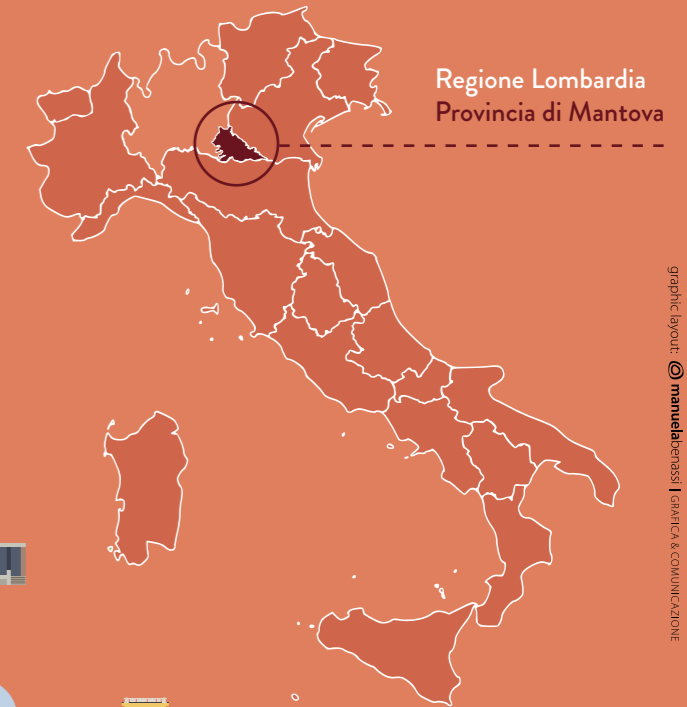 Regione Lombardia
Provincia di Mantova
graphic layout: manuelabenassi | GRAFICA & COMUNICAZIONE